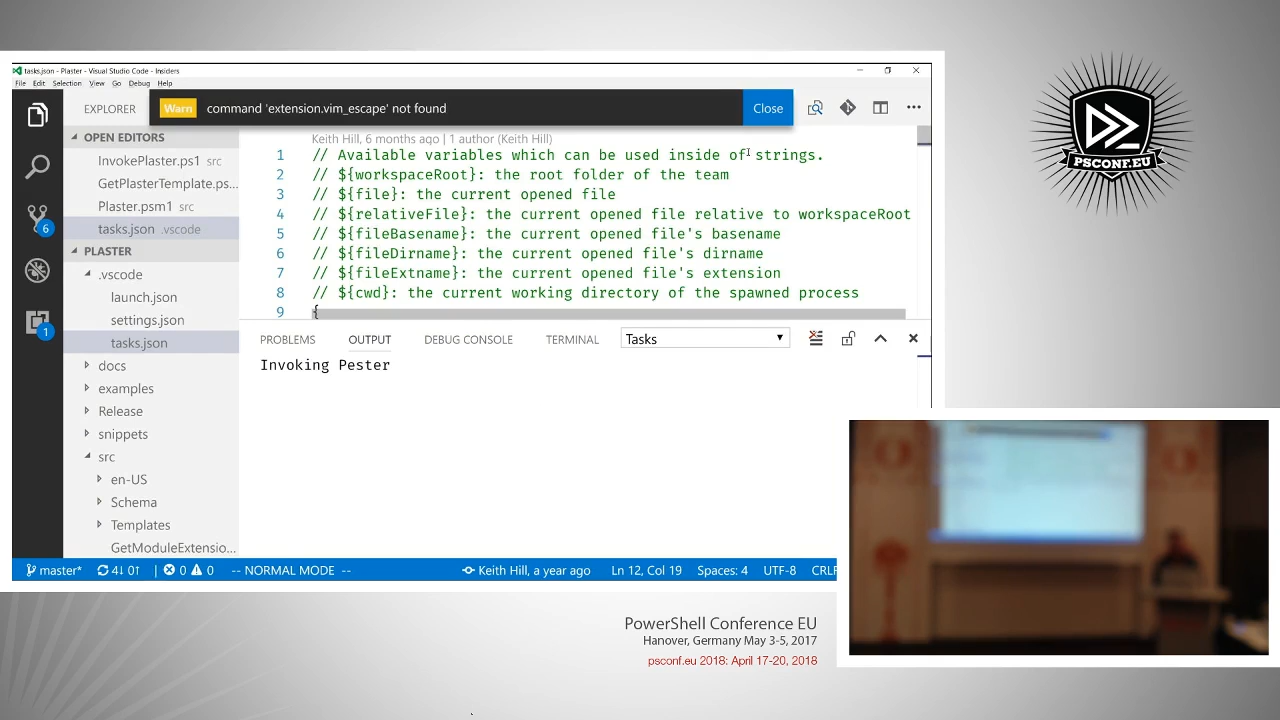 tasks.json - Plaster - Visual Studio Code - Insiders
File Edit Selection View Go Debug Help
EXPLORER
Warn command 'extension.vim_escape' not found Close
OPEN EDITORS
InvokePlaster.ps1 src
GetPlasterTemplate.ps...
Plaster.psm1 src
tasks.json .vscode
PLASTER
.vscode
launch.json
settings.json
tasks.json
docs
examples
Release
snippets
src
en-US
Schema
Templates
GetModuleExtensio...
6
1
Keith Hill, 6 months ago | 1 author (Keith Hill)
1 // Available variables which can be used inside of strings.
2 // ${workspaceRoot}: the root folder of the team
3 // ${file}: the current opened file
4 // ${relativeFile}: the current opened file relative to workspaceRoot
5 // ${fileBasename}: the current opened file's basename
6 // ${fileDirname}: the current opened file's dirname
7 // ${fileExtname}: the current opened file's extension
8 // ${cwd}: the current working directory of the spawned process
9 {
PROBLEMS OUTPUT DEBUG CONSOLE TERMINAL Tasks
Invoking Pester
master* 4↓ 0↑ | 0 0 -- NORMAL MODE -- Keith Hill, a year ago Ln 12, Col 19 Spaces: 4 UTF-8 CRLF
PSCONF.EU
PowerShell Conference EU
Hanover, Germany May 3-5, 2017
psconf.eu 2018: April 17-20, 2018